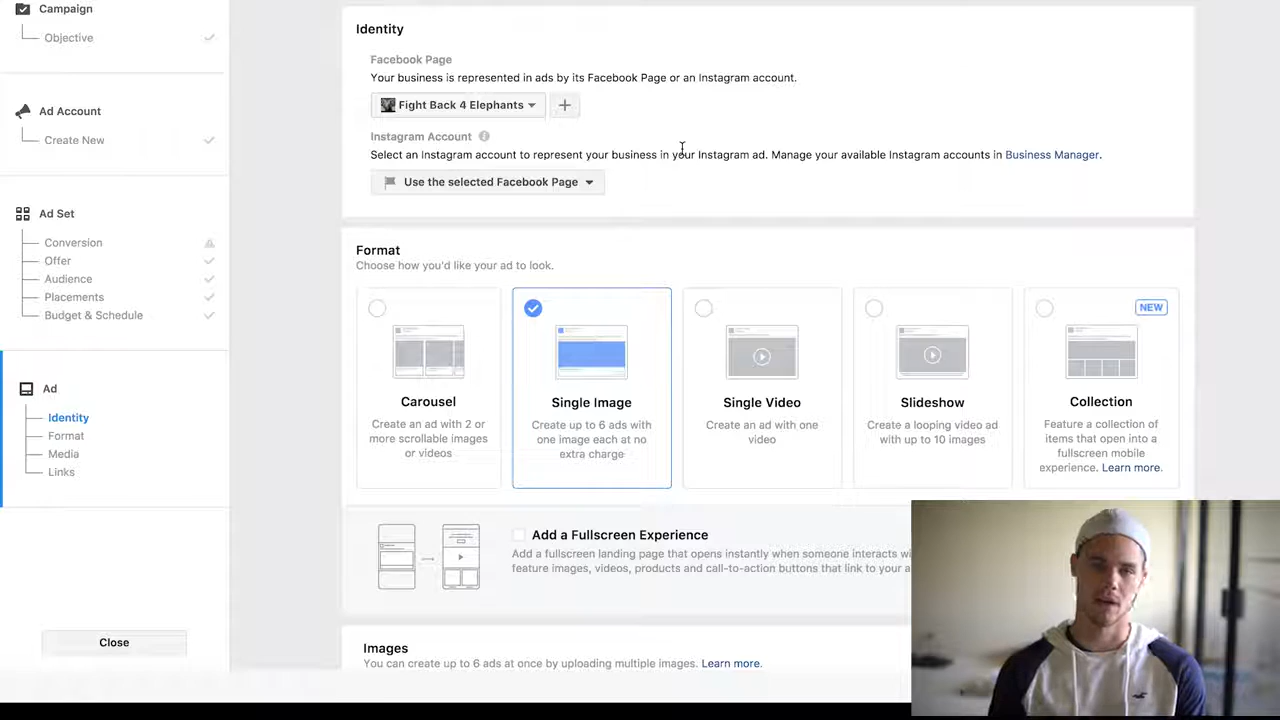 Campaign
Objective
Ad Account
Create New
Ad Set
Conversion
Offer
Audience
Placements
Budget & Schedule
Ad
Identity
Format
Media
Links
Close
Identity
Facebook Page
Your business is represented in ads by its Facebook Page or an Instagram account.
Fight Back 4 Elephants
Instagram Account
Select an Instagram account to represent your business in your Instagram ad. Manage your available Instagram accounts in Business Manager.
Use the selected Facebook Page
Format
Choose how you'd like your ad to look.
Carousel
Create an ad with 2 or
more scrollable images
or videos
Single Image
Create up to 6 ads with
one image each at no
extra charge
Single Video
Create an ad with one
video
Slideshow
Create a looping video ad
with up to 10 images
NEW
Collection
Feature a collection of
items that open into a
fullscreen mobile
experience. Learn more.
Add a Fullscreen Experience
Add a fullscreen landing page that opens instantly when someone interacts wi
feature images, videos, products and call-to-action buttons that link to your a
Images
You can create up to 6 ads at once by uploading multiple images. Learn more.